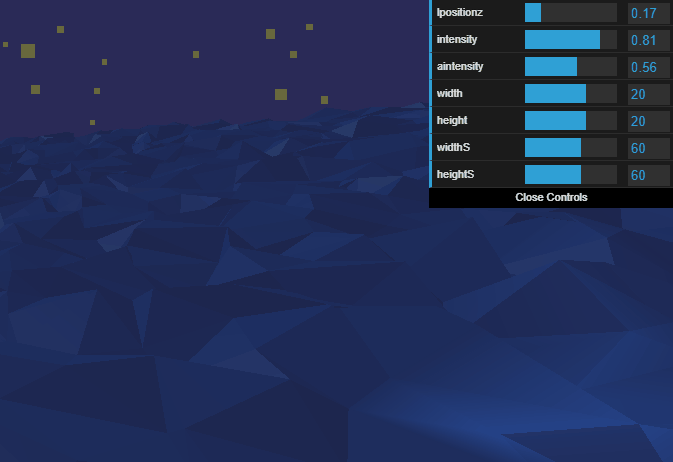 lpositionz 0.17
intensity 0.81
aintensity 0.56
width 20
height 20
widthS 60
heightS 60
Close Controls